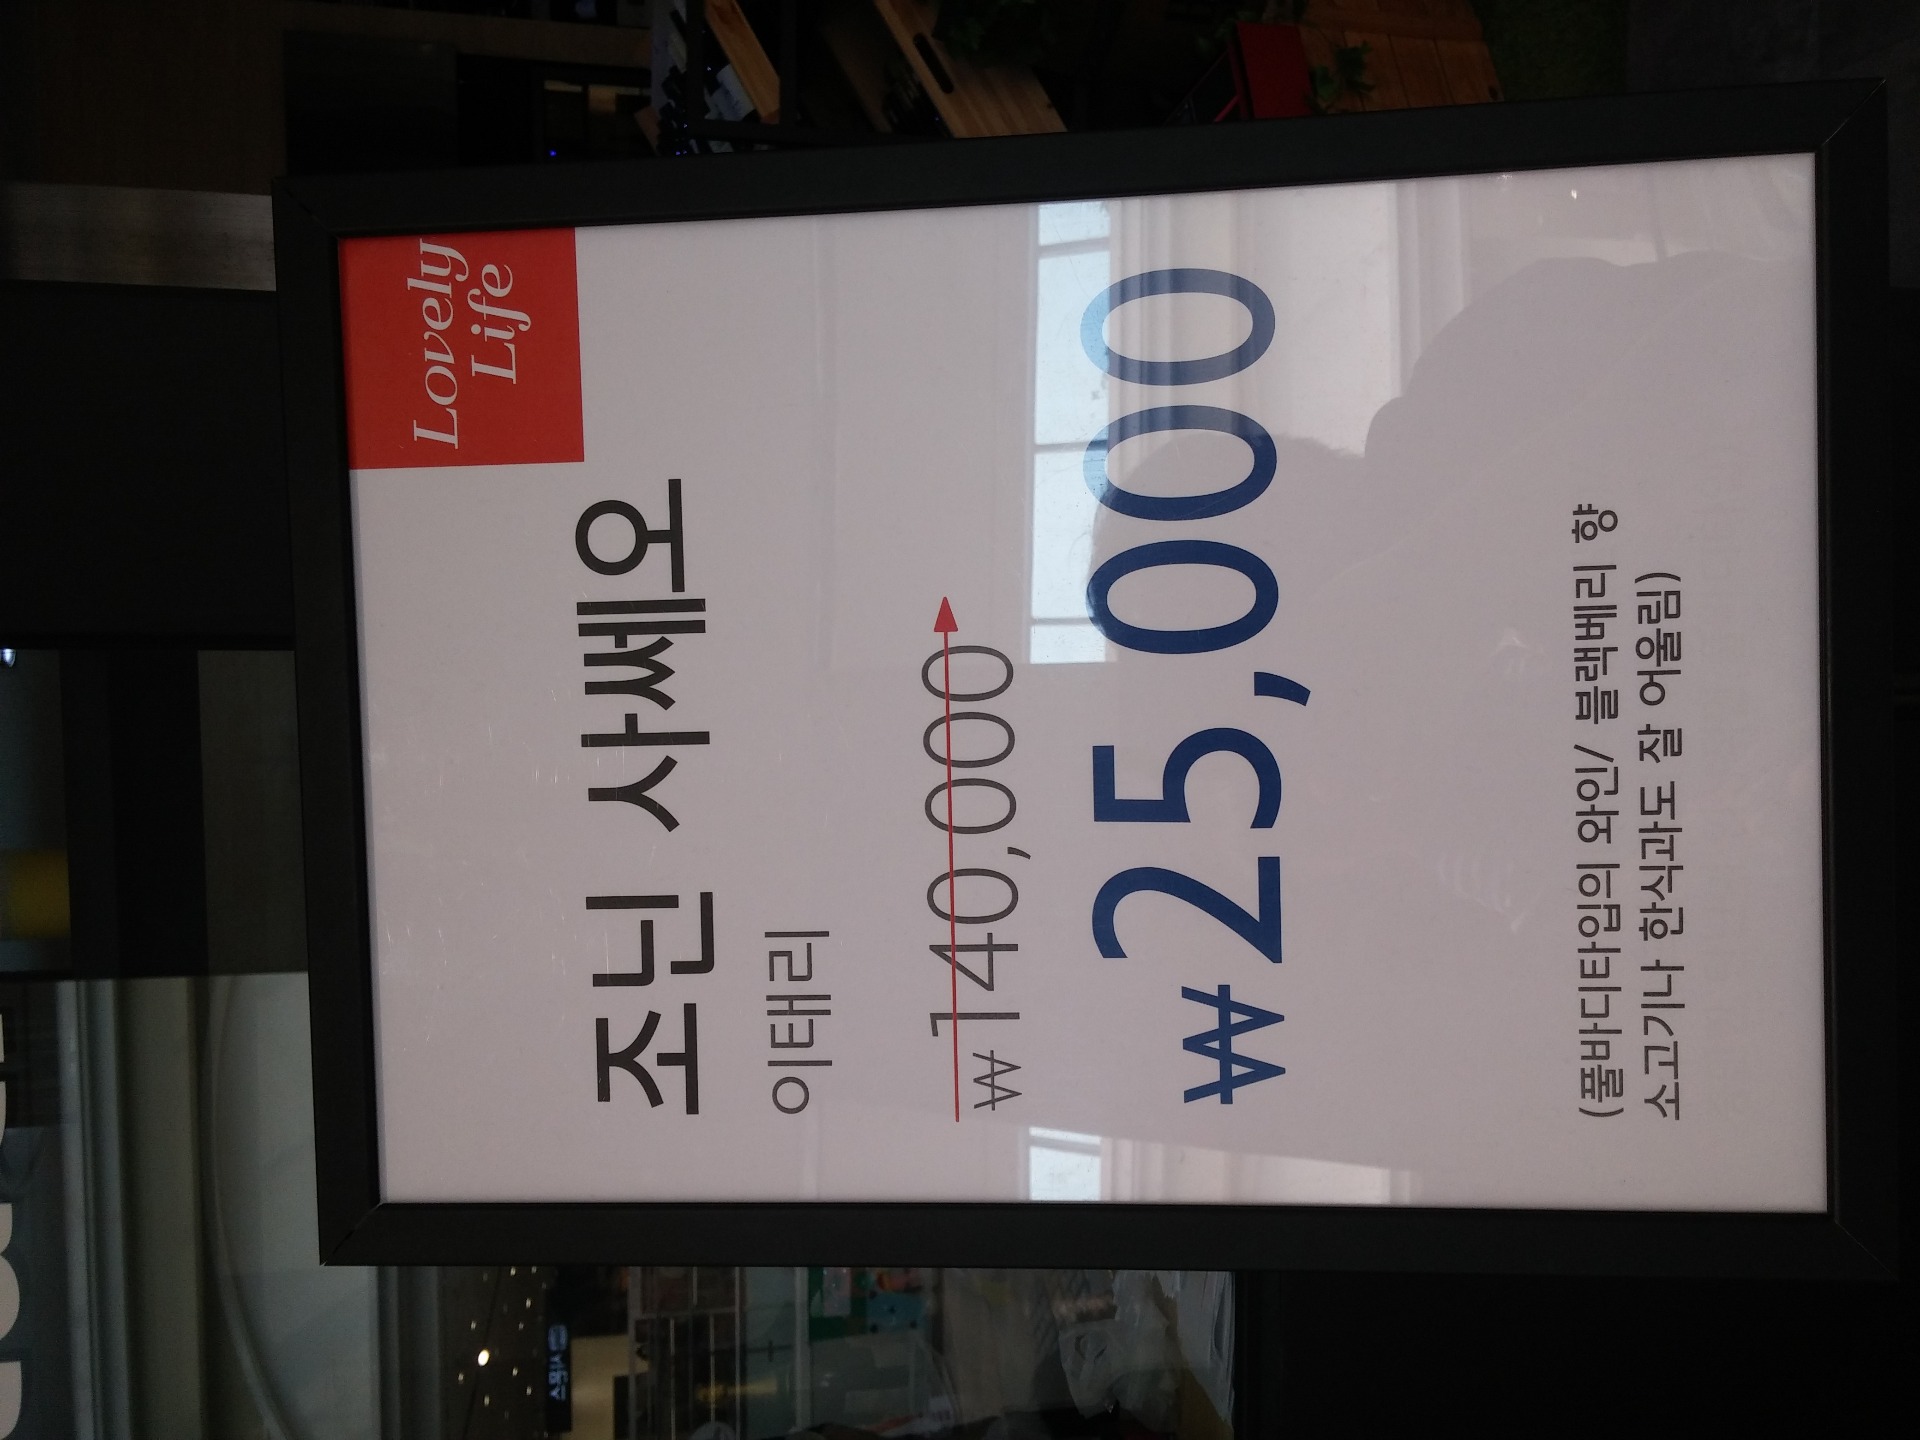 Lovely
Life
조닌 사쎄오
이태리
₩ 140,000
₩25,000
(풀바디타입의 와인/ 블랙베리 향
소고기나 한식과도 잘 어울림)